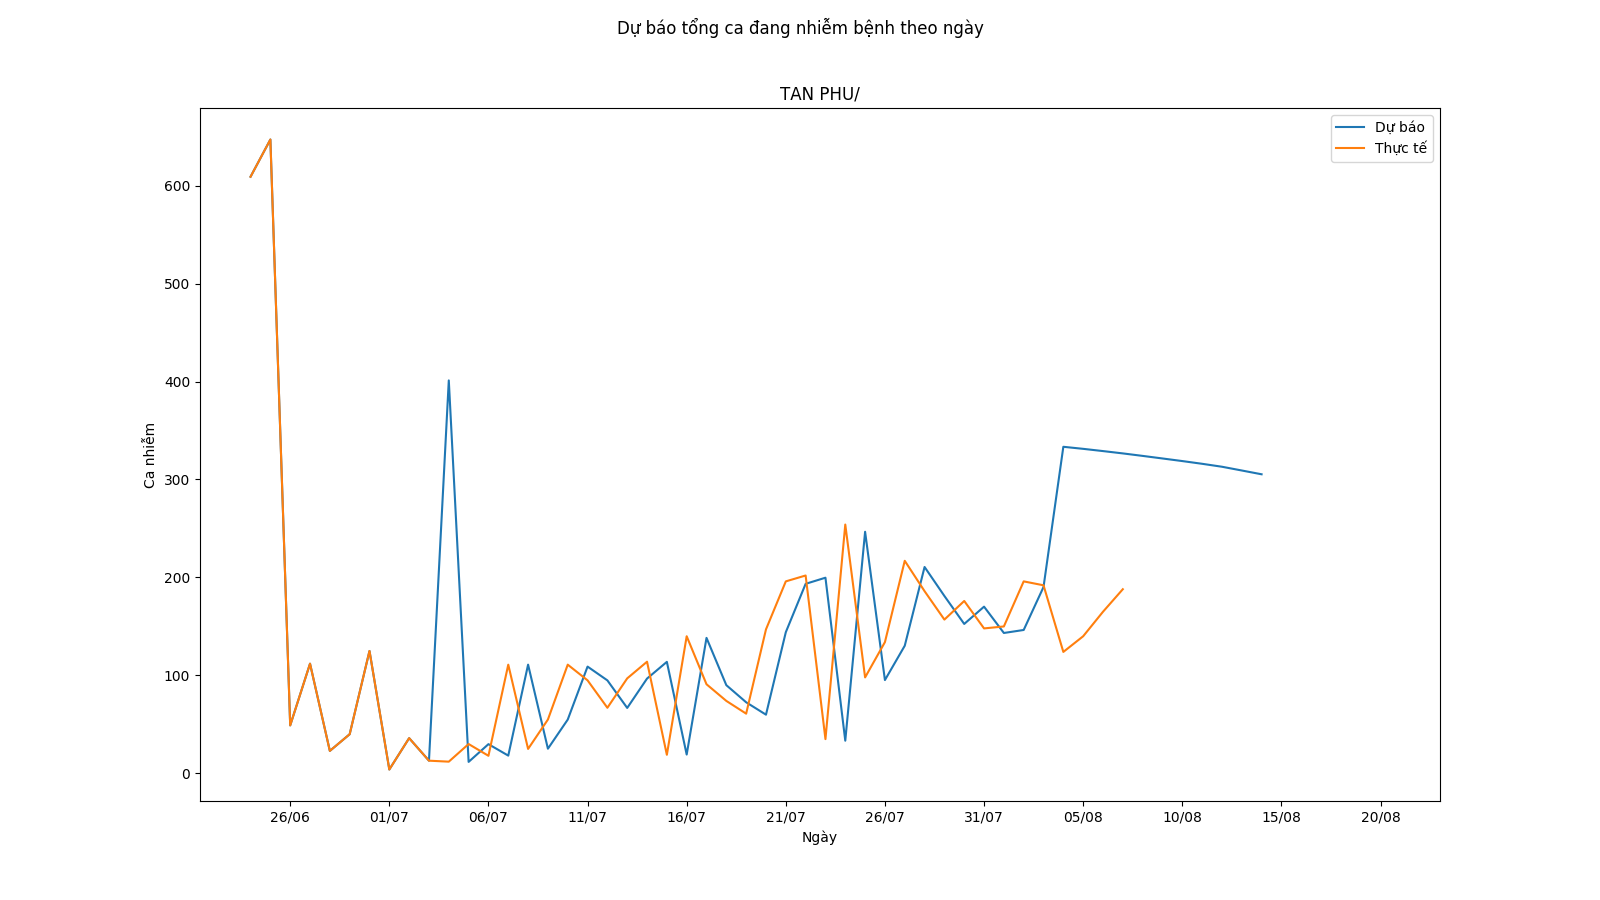 Dự báo tổng ca đang nhiễm bệnh theo ngày
TAN PHU/
Dự báo
Thực tế
600
500
400
300
200
100
0
Ca nhiễm
26/06 01/07 06/07 11/07 16/07 21/07 26/07 31/07 05/08 10/08 15/08 20/08
Ngày